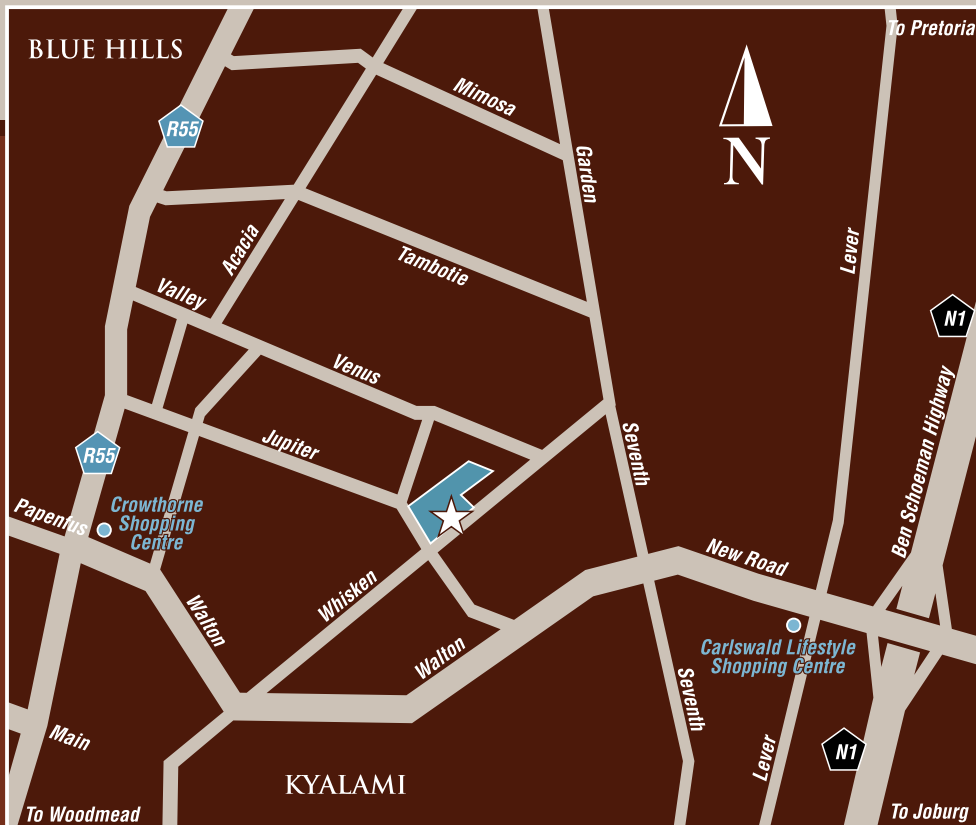 To Pretoria
BLUE HILLS
Mimosa
R55
Garden
N
Acacia
Tambotie
Lever
Valley
N1
Venus
Ben Schoeman Highway
Jupiter
Seventh
R55
Papenfus
Crowthorne
Shopping
Centre
New Road
Whisken
Walton
Walton
Carlswald Lifestyle
Shopping Centre
Seventh
Main
N1
Lever
KYALAMI
To Woodmead
To Joburg